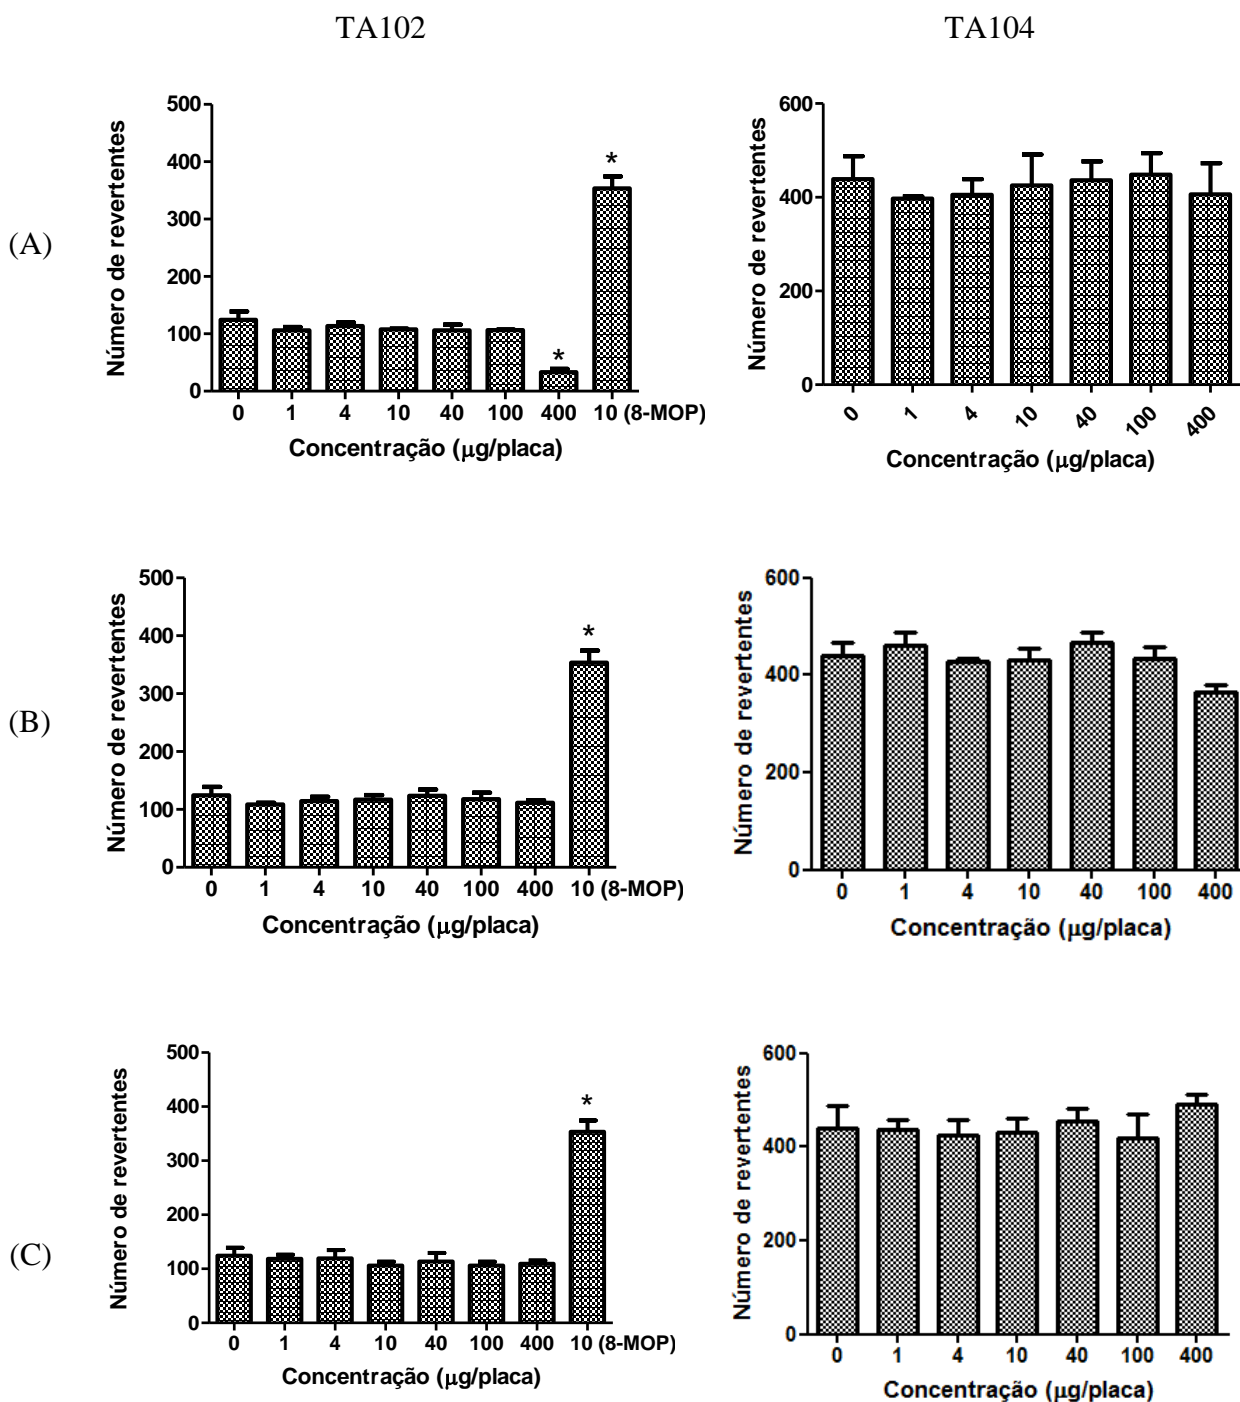 TA102
TA104
(A)
Número de revertentes
500
400
300
200
100
0
*
*
0 1 4 10 40 100 400 10 (8-MOP)
Concentração (µg/placa)
Número de revertentes
600
400
200
0
0 1 4 10 40 100 400
Concentração (µg/placa)
(B)
Número de revertentes
500
400
300
200
100
0
*
0 1 4 10 40 100 400 10 (8-MOP)
Concentração (µg/placa)
Número de revertentes
600
400
200
0
0 1 4 10 40 100 400
Concentração (µg/placa)
(C)
Número de revertentes
500
400
300
200
100
0
*
0 1 4 10 40 100 400 10 (8-MOP)
Concentração (µg/placa)
Número de revertentes
600
400
200
0
0 1 4 10 40 100 400
Concentração (µg/placa)